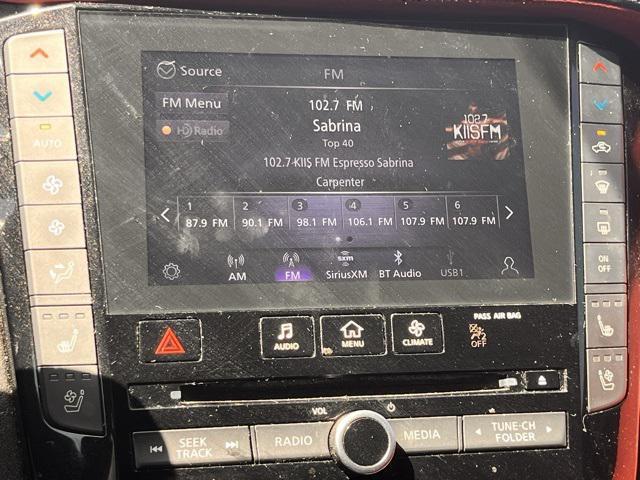 Source
FM
FM Menu
102.7 FM
HD Radio
Sabrina
102.7
KIISFM
Top 40
102.7 KIIS FM Espresso Sabrina
Carpenter
1 2 3 4 5 6
87.9 FM 90.1 FM 98.1 FM 106.1 FM 107.9 FM 107.9 FM
AM FM SiriusXM BT Audio USB1
sxm
AUTO
ON
OFF
PASS AIR BAG
OFF
AUDIO
MENU
CLIMATE
VOL
SEEK
TRACK
RADIO
MEDIA
TUNE·CH
FOLDER